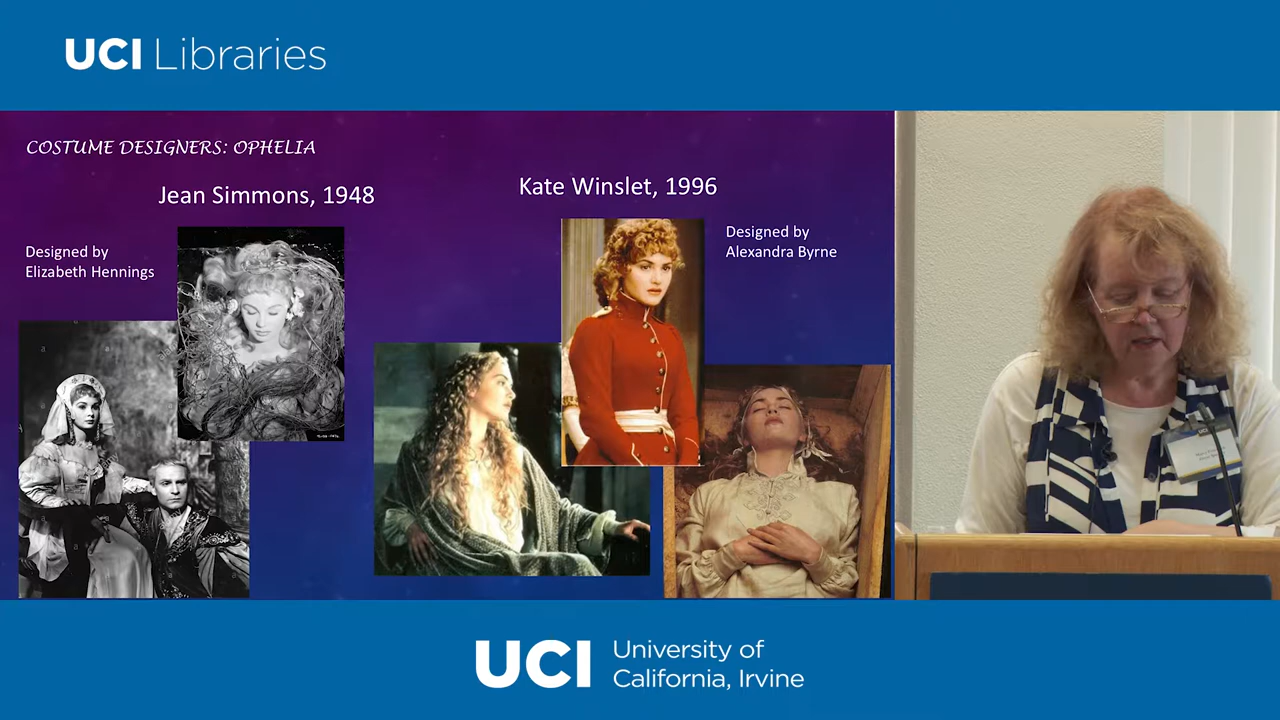 UCI Libraries
COSTUME DESIGNERS: OPHELIA
Jean Simmons, 1948
Kate Winslet, 1996
Designed by
Elizabeth Hennings
Designed by
Alexandra Byrne
UCI University of
California, Irvine